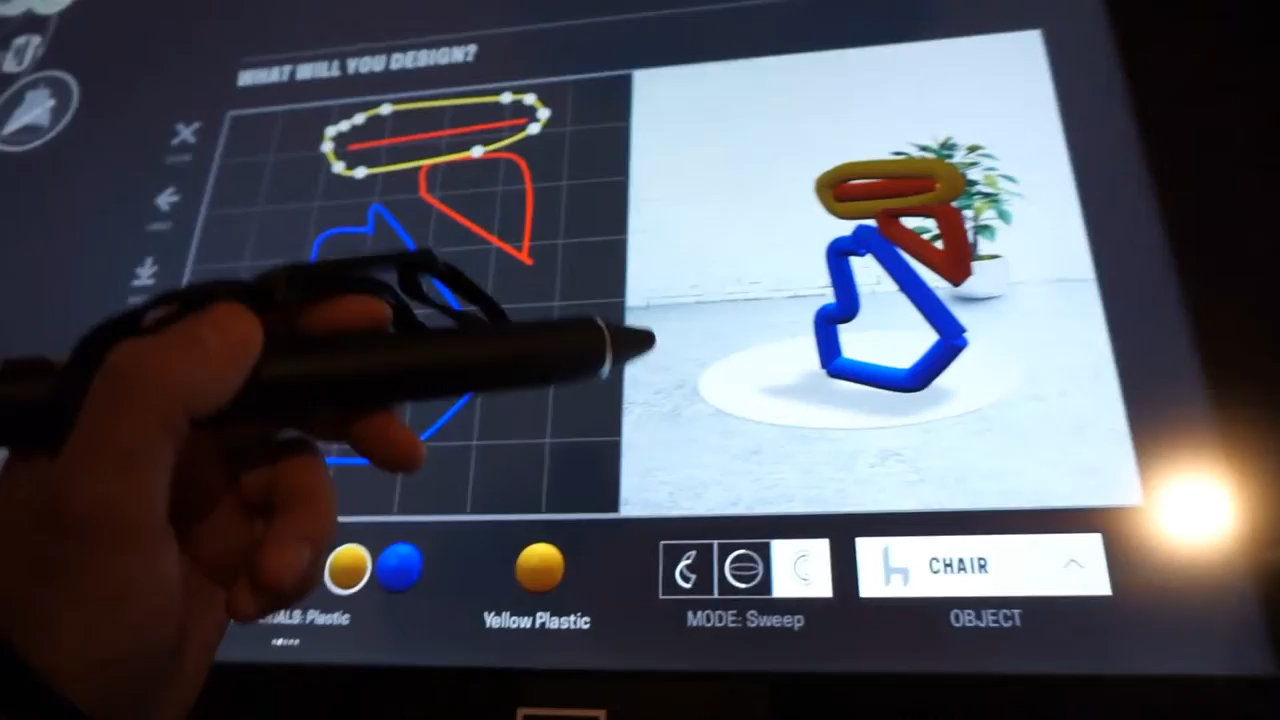 WHAT WILL YOU DESIGN?
CHAIR
Plastic
Yellow Plastic
MODE: Sweep
OBJECT